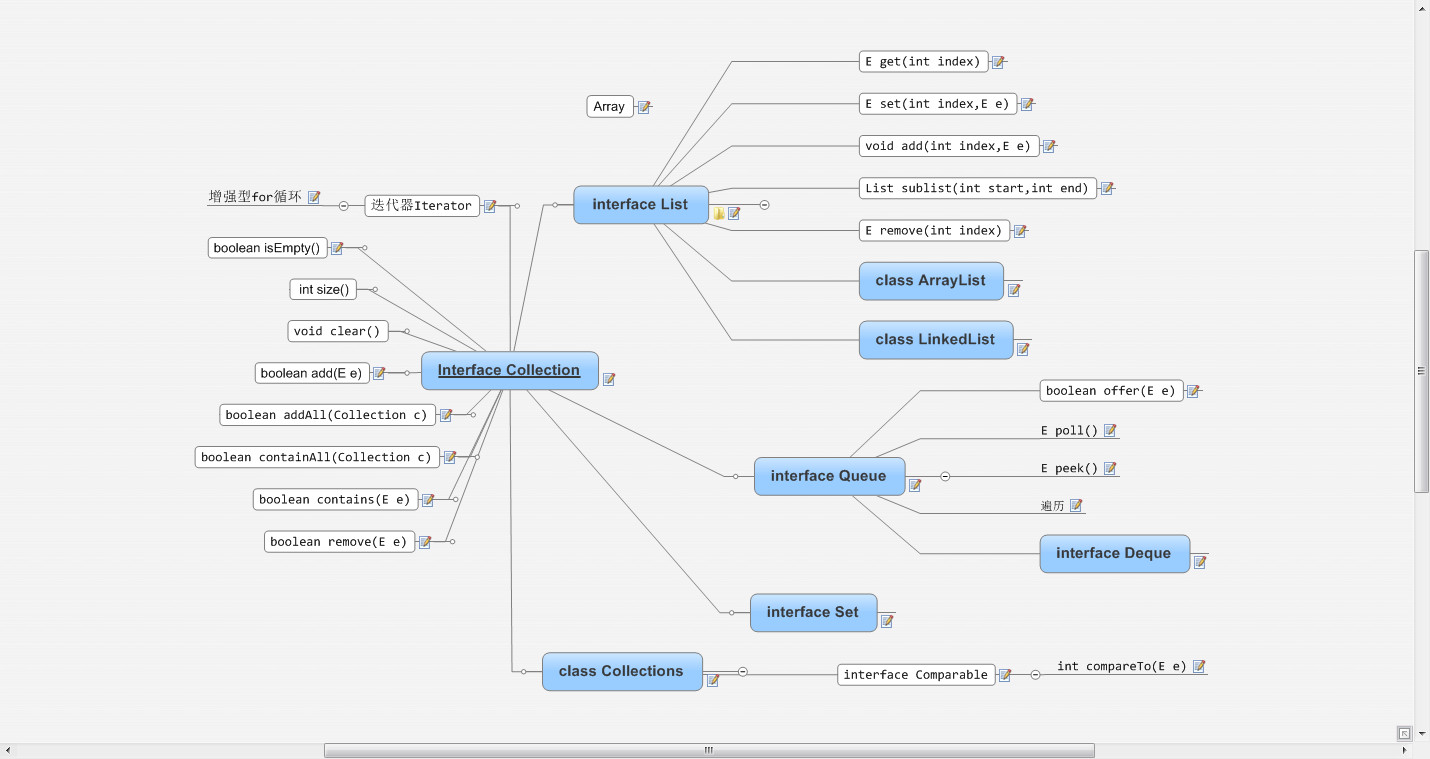 E get(int index)
Array
E set(int index,E e)
void add(int index,E e)
List sublist(int start,int end)
增强型for循环
迭代器Iterator
interface List
E remove(int index)
boolean isEmpty()
class ArrayList
int size()
void clear()
class LinkedList
Interface Collection
boolean add(E e)
boolean offer(E e)
boolean addAll(Collection c)
E poll()
boolean containAll(Collection c)
interface Queue
E peek()
boolean contains(E e)
遍历
boolean remove(E e)
interface Deque
interface Set
class Collections
interface Comparable
int compareTo(E e)